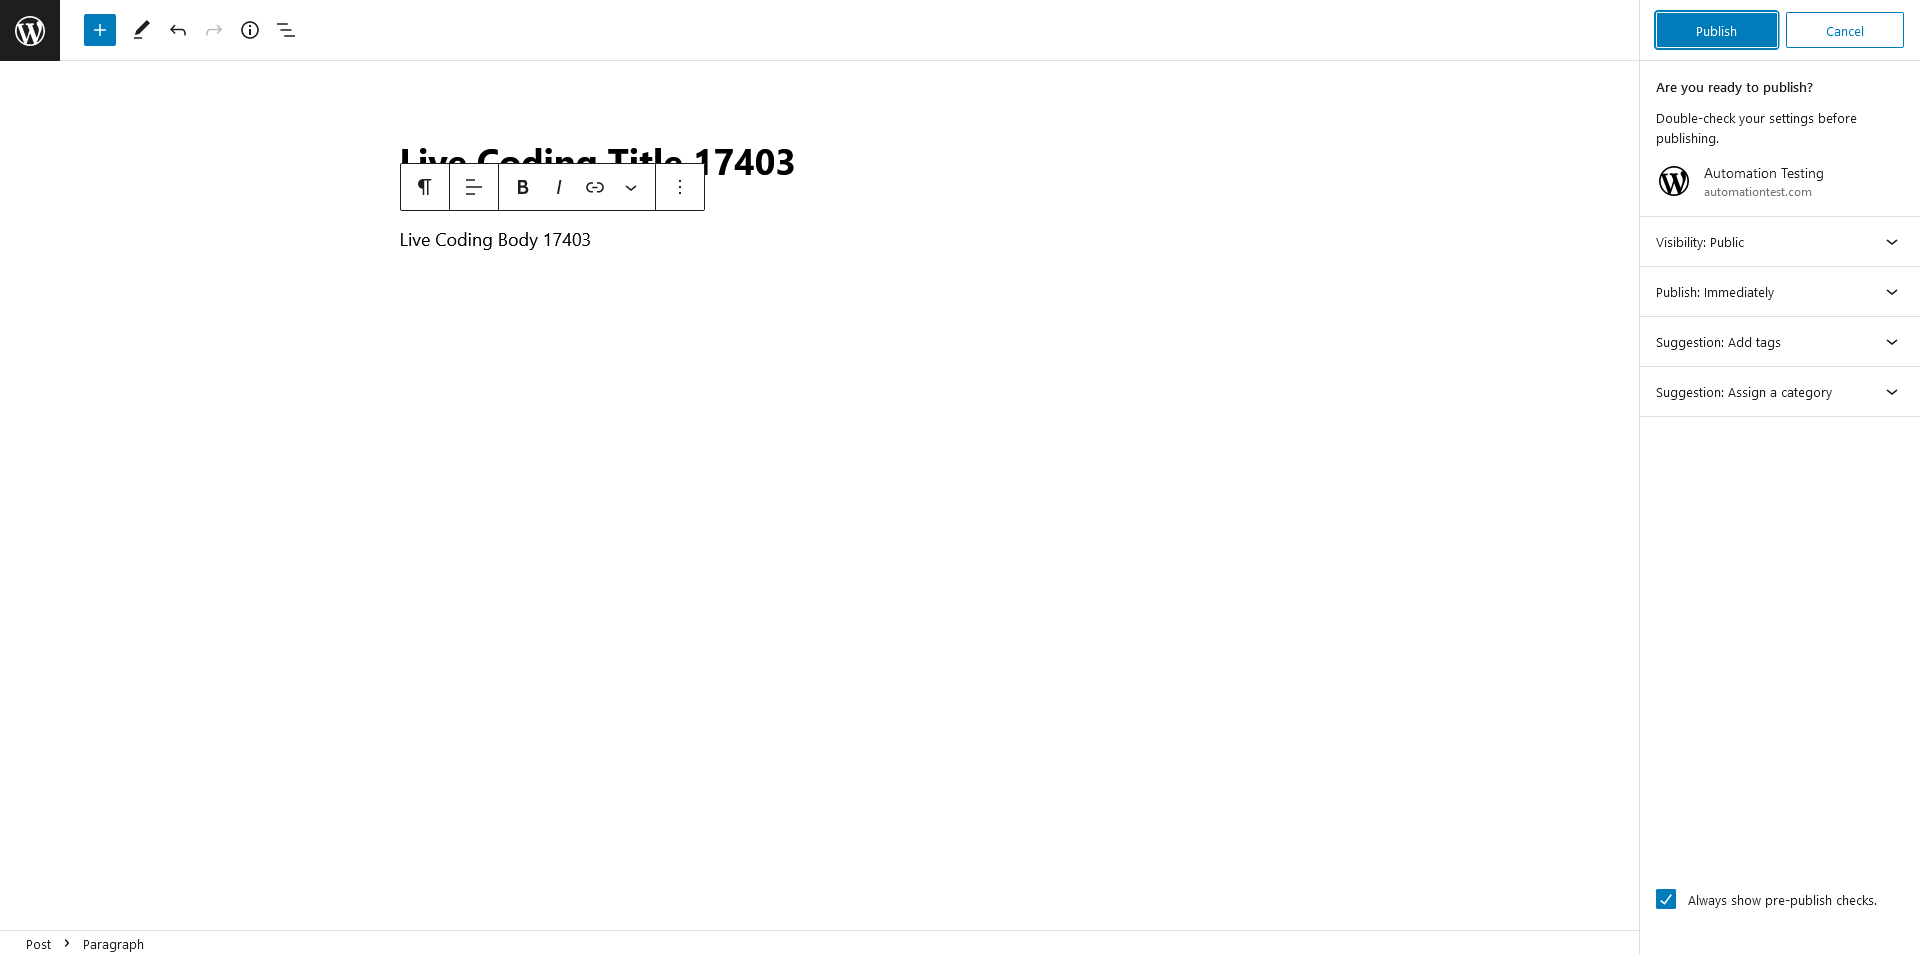 Publish
Cancel
Are you ready to publish?
Double-check your settings before
publishing.
Automation Testing
automationtest.com
Visibility: Public
Publish: Immediately
Suggestion: Add tags
Suggestion: Assign a category
Live Coding Title 17403
B I
Live Coding Body 17403
Always show pre-publish checks.
Post
Paragraph